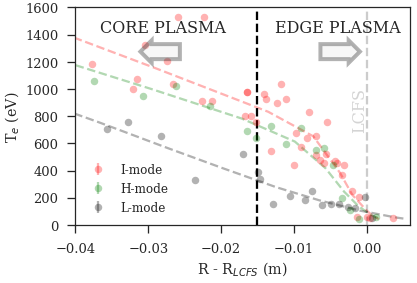 1600
1400
1200
1000
800
600
400
200
0
T_e (eV)
CORE PLASMA
EDGE PLASMA
LCFS
I-mode
H-mode
L-mode
−0.04
−0.03
−0.02
−0.01
0.00
R - R_LCFS (m)